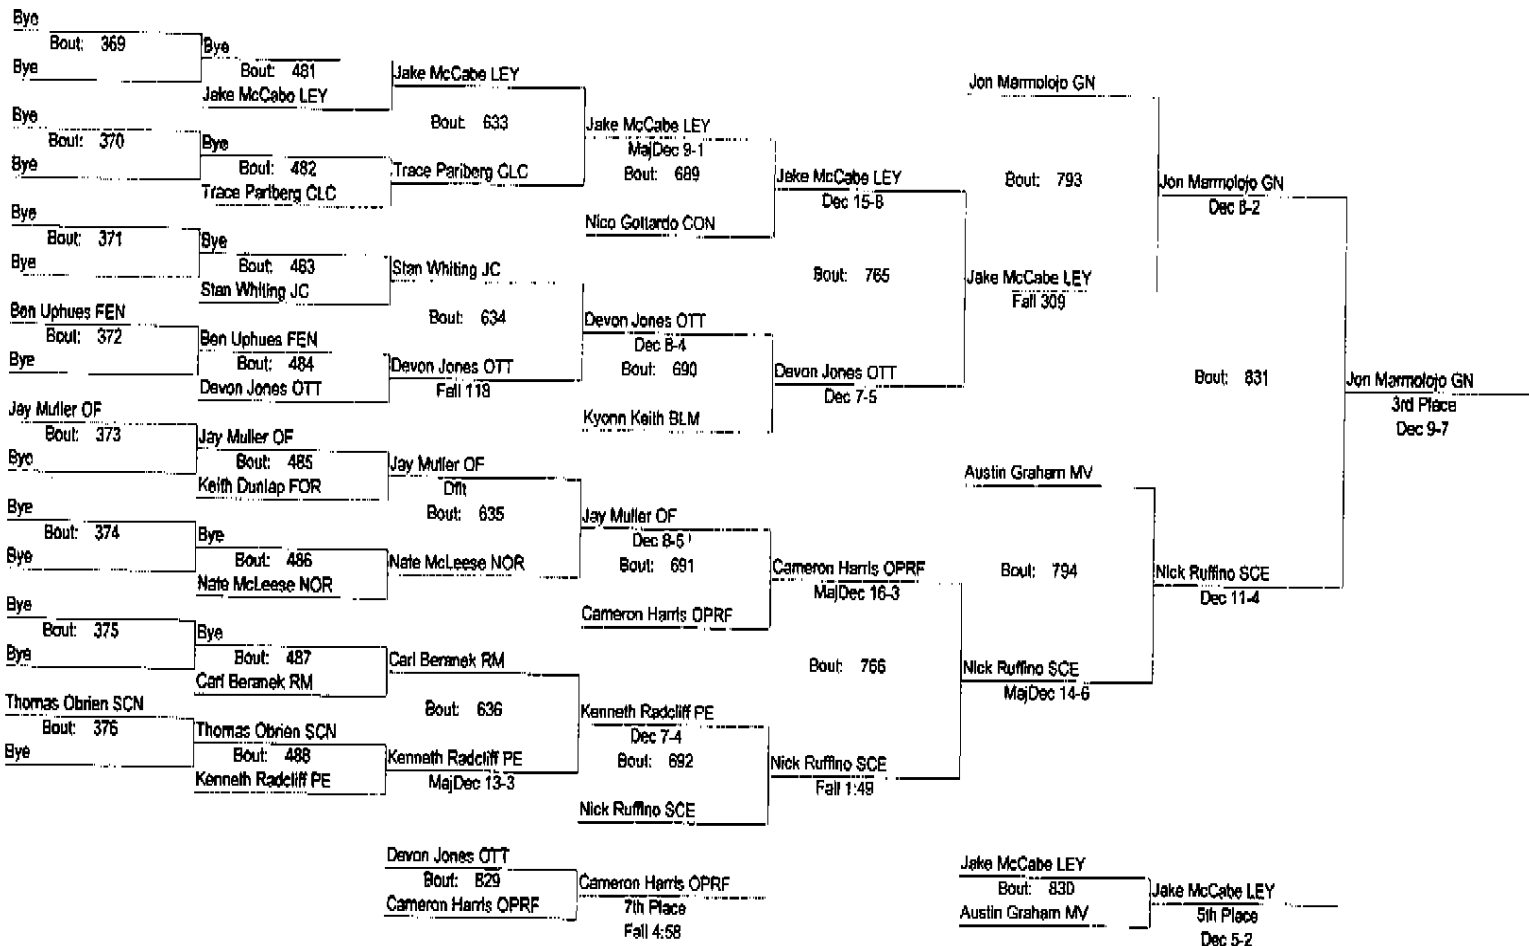 Bye
Bout: 369
Bye
Bye
Bout: 481
Jake McCabo LEY
Jake McCabe LEY
Bye
Bout: 370
Bye
Bye
Bout: 482
Trace Parlberg CLC
Bout: 633
Trace Pariberg CLC
Jake McCabe LEY
MajDec 9-1
Bout: 689
Nico Gottardo CON
Jake McCabe LEY
Dec 15-8
Bye
Bout: 371
Bye
Bye
Bout: 483
Stan Whiting JC
Stan Whiting JC
Bout: 634
Ben Uphues FEN
Bout: 372
Bye
Ben Uphues FEN
Bout: 484
Devon Jones OTT
Devon Jones OTT
Fall 118
Devon Jones OTT
Dec 8-4
Bout: 690
Kyonn Keith BLM
Devon Jones OTT
Dec 7-5
Bout: 765
Jon Marmolojo GN
Bout: 793
Jake McCabe LEY
Fall 309
Jon Marmolojo GN
Dec 8-2
Bout: 831
Jon Marmolojo GN
3rd Place
Dec 9-7
Jay Muller OF
Bout: 373
Bye
Jay Muller OF
Bout: 485
Keith Dunlap FOR
Jay Muller OF
Dflt
Bout: 635
Bye
Bout: 374
Bye
Bye
Bout: 486
Nate McLeese NOR
Nate McLeese NOR
Jay Muller OF
Dec 8-5
Bout: 691
Cameron Harris OPRF
Cameron Harris OPRF
MajDec 16-3
Bye
Bout: 375
Bye
Bye
Bout: 487
Carl Beranek RM
Carl Beranek RM
Bout: 636
Thomas Obrien SCN
Bout: 376
Bye
Thomas Obrien SCN
Bout: 488
Kenneth Radcliff PE
Kenneth Radcliff PE
MajDec 13-3
Kenneth Radcliff PE
Dec 7-4
Bout: 692
Nick Ruffino SCE
Nick Ruffino SCE
Fall 1:49
Bout: 766
Austin Graham MV
Bout: 794
Nick Ruffino SCE
MajDec 14-6
Nick Ruffino SCE
Dec 11-4
Devon Jones OTT
Bout: 829
Cameron Harris OPRF
Cameron Harris OPRF
7th Place
Fall 4:58
Jake McCabe LEY
Bout: 830
Austin Graham MV
Jake McCabe LEY
5th Place
Dec 5-2